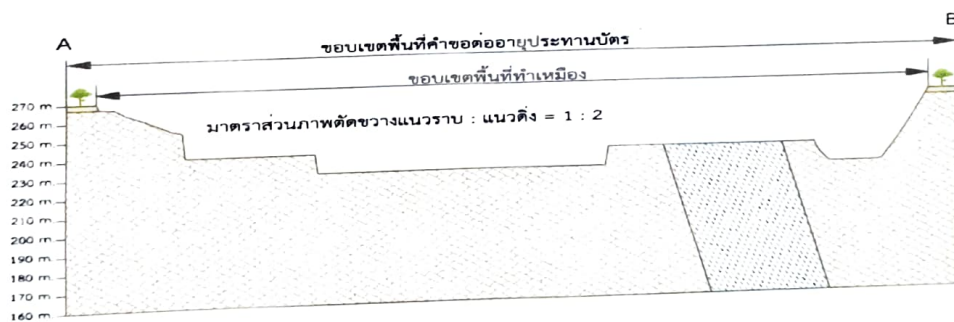 A
B
ขอบเขตพื้นที่คำขอต่ออายุประทานบัตร
ขอบเขตพื้นที่ทำเหมือง
มาตราส่วนภาพตัดขวางแนวราบ : แนวดิ่ง = 1 : 2
270 m
260 m
250 m
240 m
230 m
220 m
210 m
200 m
190 m
180 m
170 m
160 m